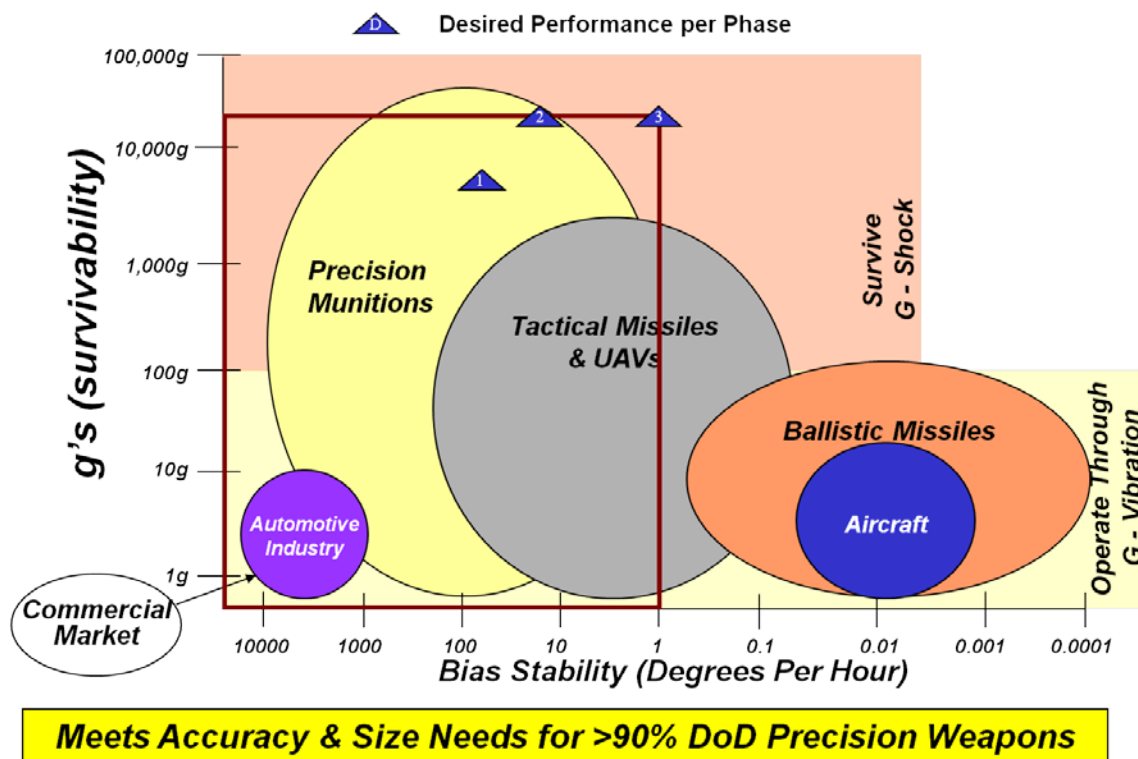 D
Desired Performance per Phase
100,000g
10,000g
1,000g
100g
10g
1g
g's (survivability)
2
3
1
Precision
Munitions
Tactical Missiles
& UAVs
Survive
G - Shock
Ballistic Missiles
Aircraft
Operate Through
G - Vibration
Automotive
Industry
Commercial
Market
10000
1000
100
10
1
0.1
0.01
0.001
0.0001
Bias Stability (Degrees Per Hour)
Meets Accuracy & Size Needs for >90% DoD Precision Weapons